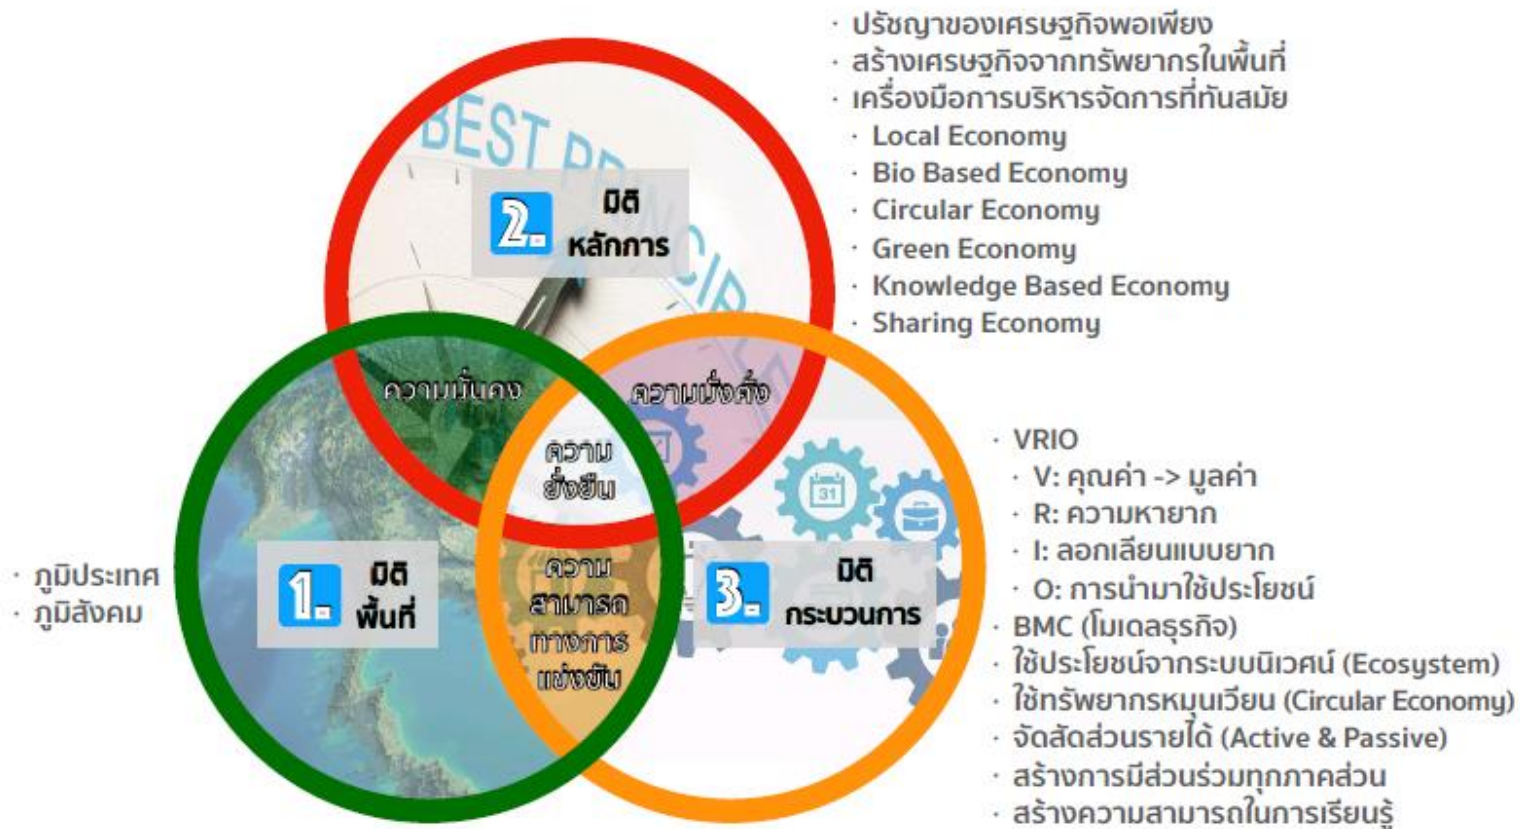 · ปรัชญาของเศรษฐกิจพอเพียง
· สร้างเศรษฐกิจจากทรัพยากรในพื้นที่
· เครื่องมือการบริหารจัดการที่ทันสมัย
· Local Economy
· Bio Based Economy
· Circular Economy
· Green Economy
· Knowledge Based Economy
· Sharing Economy
BEST PRINCIPLE
2.
มิติ
หลักการ
ความมั่นคง
ความมั่งคั่ง
ความ
ยั่งยืน
· ภูมิประเทศ
· ภูมิสังคม
1.
มิติ
พื้นที่
ความ
สามารถ
ทางการ
แข่งขัน
31
3.
มิติ
กระบวนการ
· VRIO
· V: คุณค่า -> มูลค่า
· R: ความหายาก
· I: ลอกเลียนแบบยาก
· O: การนำมาใช้ประโยชน์
· BMC (โมเดลธุรกิจ)
· ใช้ประโยชน์จากระบบนิเวศน์ (Ecosystem)
· ใช้ทรัพยากรหมุนเวียน (Circular Economy)
· จัดสัดส่วนรายได้ (Active & Passive)
· สร้างการมีส่วนร่วมทุกภาคส่วน
· สร้างความสามารถในการเรียนรู้